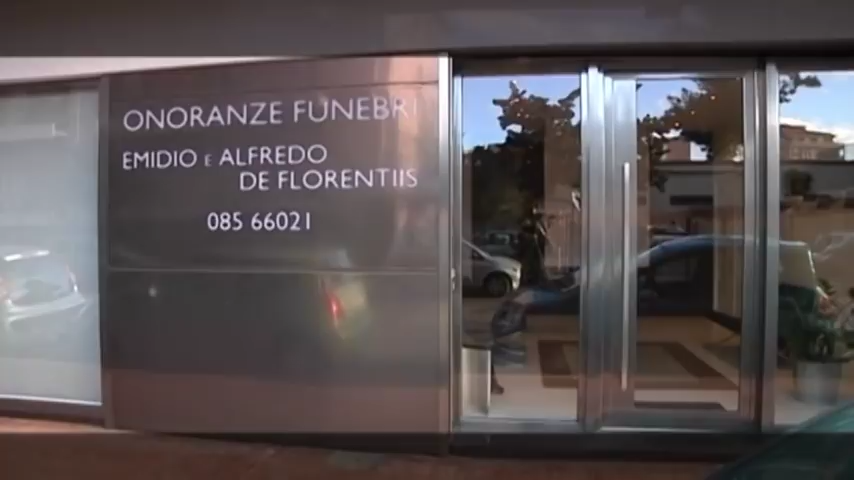 ONORANZE FUNEBRI
EMIDIO E ALFREDO
DE FLORENTIIS
085 66021